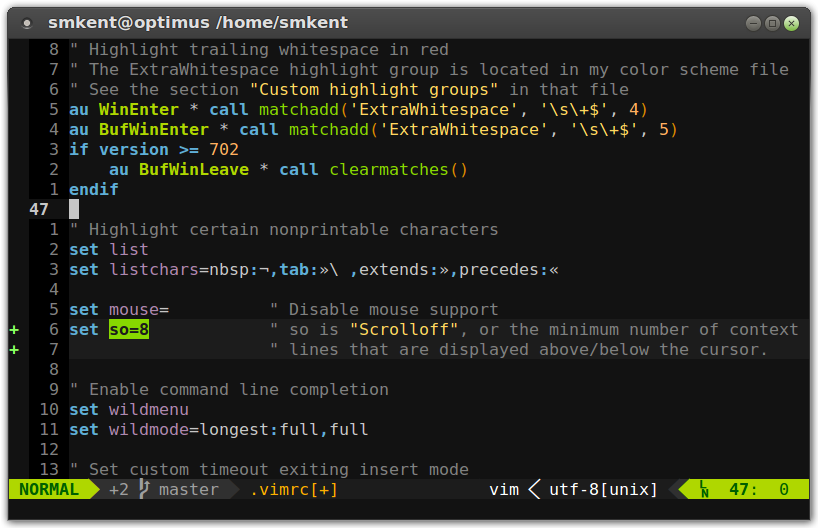 smkent@optimus /home/smkent
8 " Highlight trailing whitespace in red
7 " The ExtraWhitespace highlight group is located in my color scheme file
6 " See the section "Custom highlight groups" in that file
5 au WinEnter * call matchadd('ExtraWhitespace', '\s\+$', 4)
4 au BufWinEnter * call matchadd('ExtraWhitespace', '\s\+$', 5)
3 if version >= 702
2     au BufWinLeave * call clearmatches()
1 endif
47
1 " Highlight certain nonprintable characters
2 set list
3 set listchars=nbsp:¬,tab:»\ ,extends:»,precedes:«
4
5 set mouse=          " Disable mouse support
+ 6 set so=8            " so is "Scrolloff", or the minimum number of context
+ 7                     " lines that are displayed above/below the cursor.
8
9 " Enable command line completion
10 set wildmenu
11 set wildmode=longest:full,full
12
13 " Set custom timeout exiting insert mode
NORMAL +2 master .vimrc[+] vim utf-8[unix] LN 47: 0